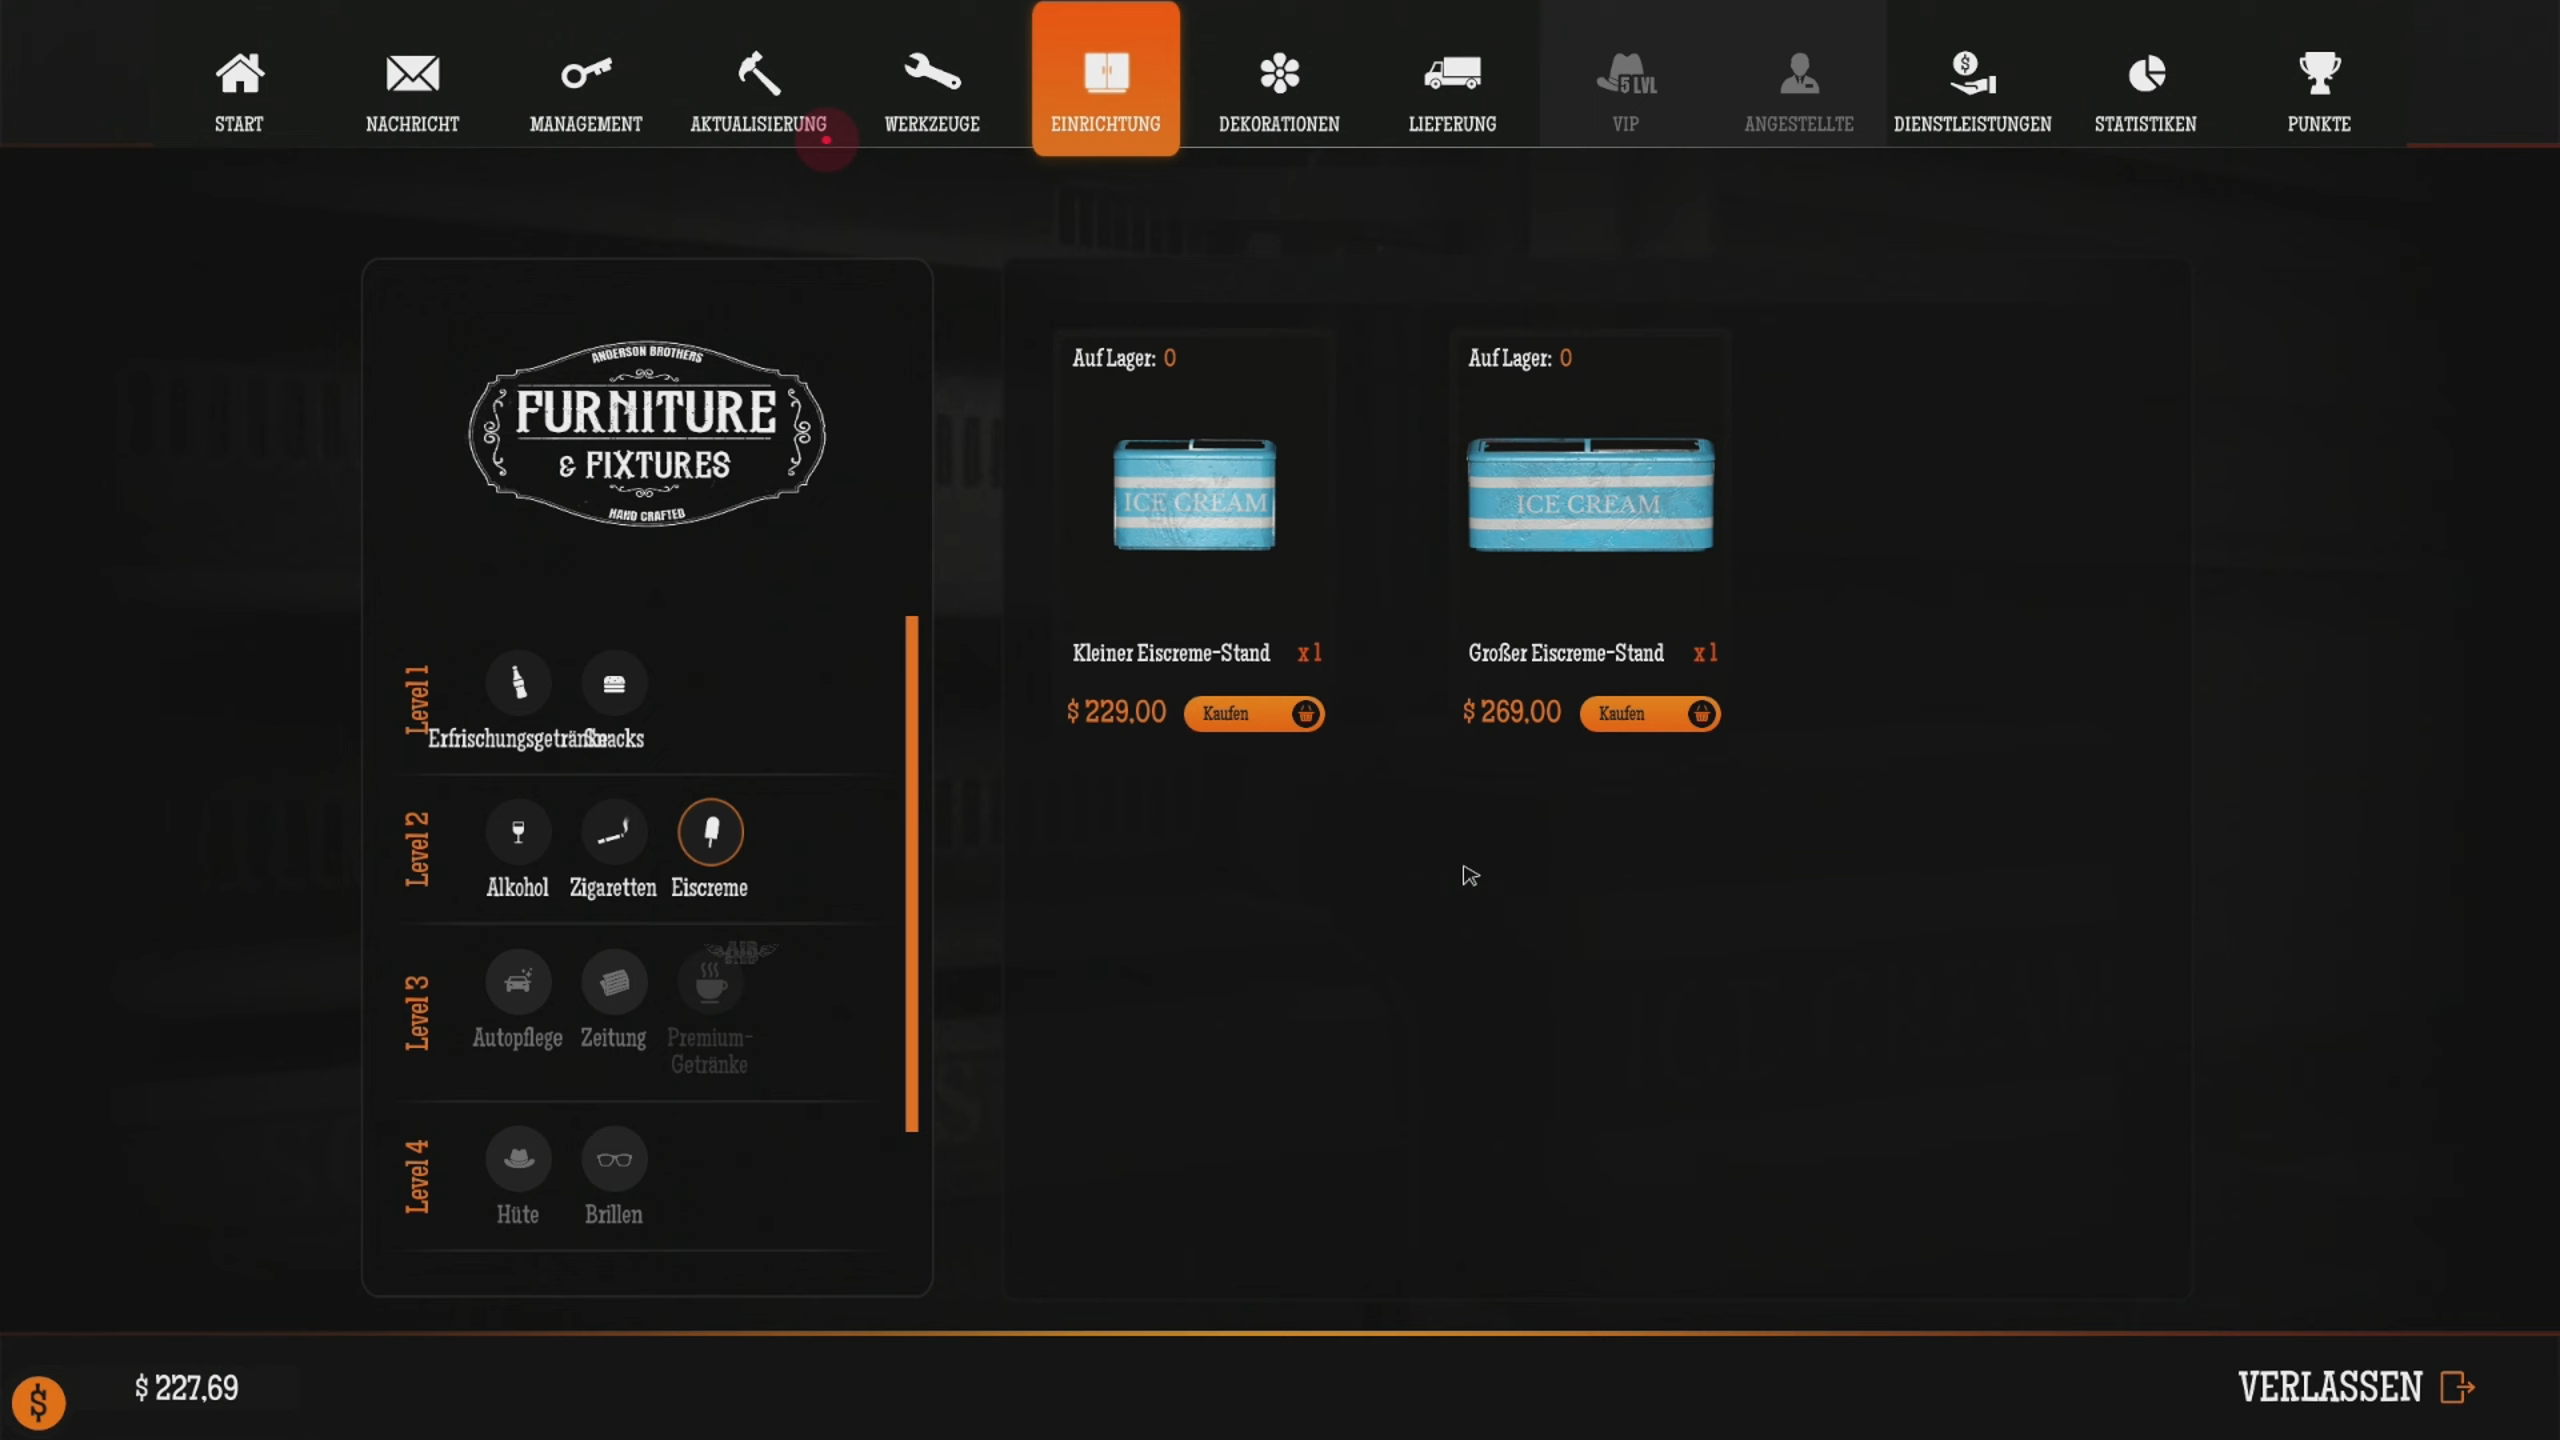 START
NACHRICHT
MANAGEMENT
AKTUALISIERUNG
WERKZEUGE
EINRICHTUNG
DEKORATIONEN
LIEFERUNG
5 LVL
VIP
ANGESTELLTE
DIENSTLEISTUNGEN
STATISTIKEN
PUNKTE
ANDERSON BROTHERS
FURNITURE
& FIXTURES
HAND CRAFTED
Level 1
Erfrischungsgetränke
Snacks
Level 2
Alkohol
Zigaretten
Eiscreme
Level 3
Autopflege
Zeitung
Premium-
Getränke
Level 4
Hüte
Brillen
Auf Lager: 0
ICE CREAM
Kleiner Eiscreme-Stand x1
$ 229,00 Kaufen
Auf Lager: 0
ICE CREAM
Großer Eiscreme-Stand x1
$ 269,00 Kaufen
$ 227,69
VERLASSEN